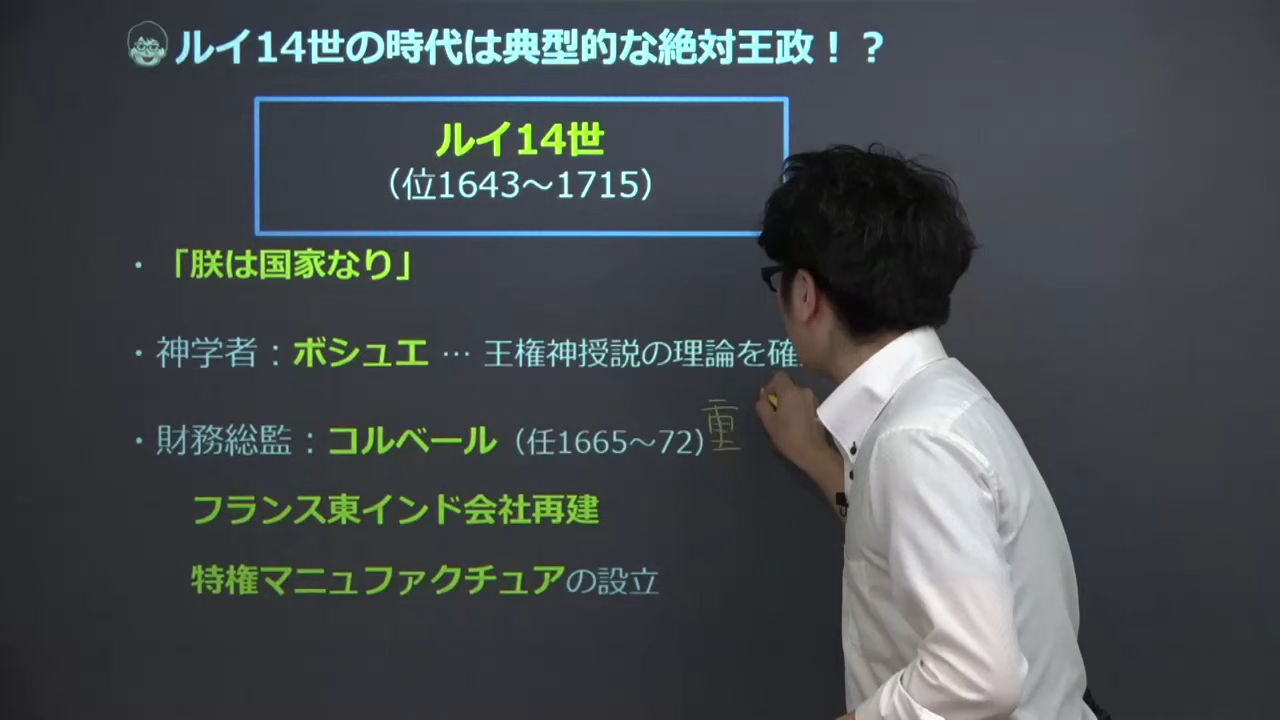 ルイ14世の時代は典型的な絶対王政！？
ルイ14世
（位1643～1715）
・「朕は国家なり」
・神学者：ボシュエ … 王権神授説の理論を確
・財務総監：コルベール（任1665～72）重
フランス東インド会社再建
特権マニュファクチュアの設立